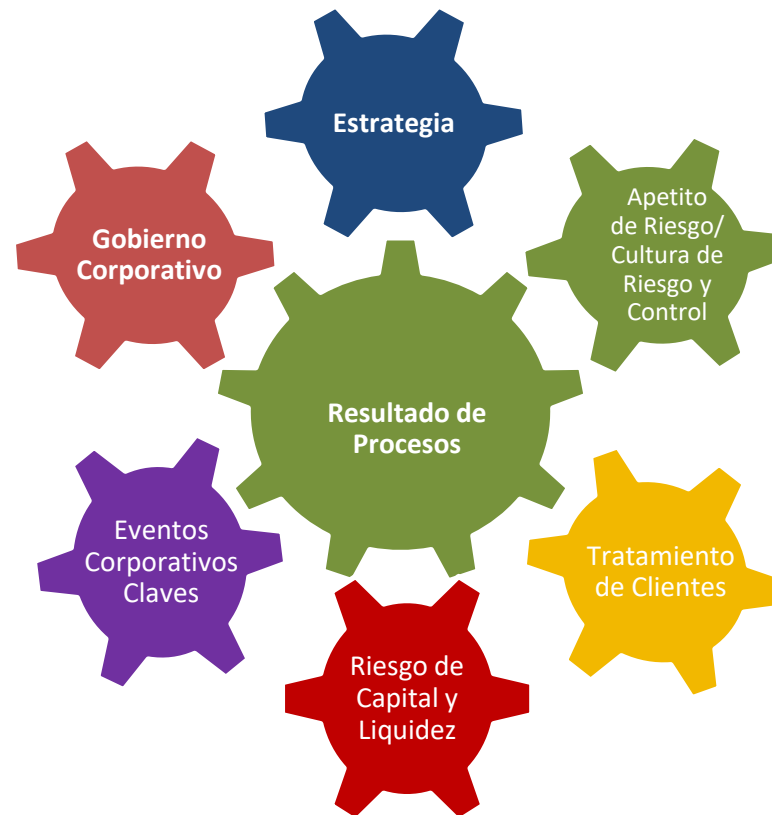 Estrategia
Gobierno
Corporativo
Apetito
de Riesgo/
Cultura de
Riesgo y
Control
Resultado de
Procesos
Eventos
Corporativos
Claves
Tratamiento
de Clientes
Riesgo de
Capital y
Liquidez